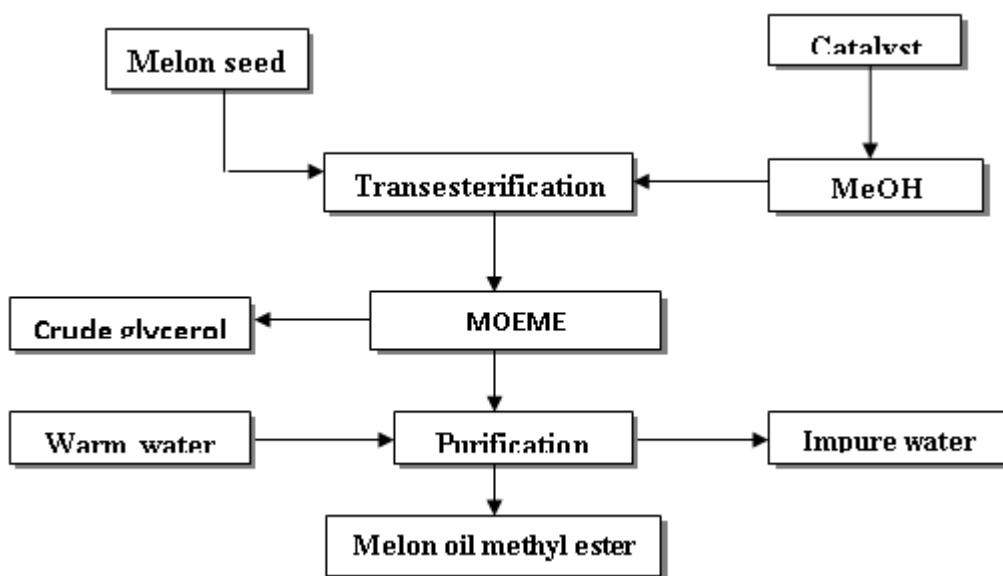 Melon seed
Catalyst
Transesterification
MeOH
Crude glycerol
MOEME
Warm water
Purification
Impure water
Melon oil methyl ester